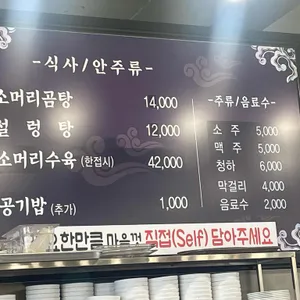 -식사/안주류-
소머리곰탕 14,000
설렁탕 12,000
소머리수육 (한접시) 42,000
공기밥 (추가) 1,000
-주류/음료수-
소주 5,000
맥주 5,000
청하 6,000
막걸리 4,000
음료수 2,000
한만큼 마음껏 직접(Self) 담아주세요